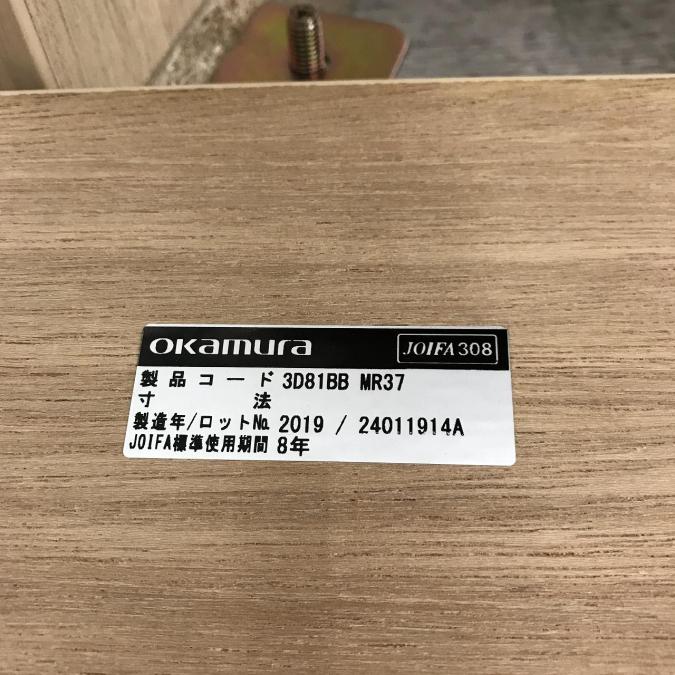 okamura JOIFA308
製品コード 3D81BB MR37
寸法
製造年/ロット№ 2019 / 24011914A
JOIFA標準使用期間 8年